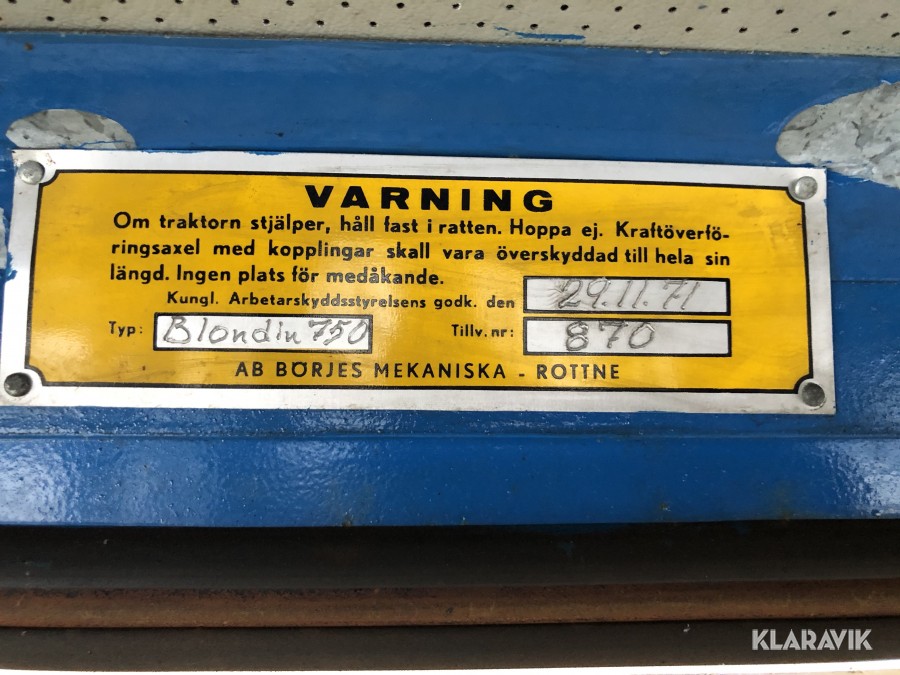 VARNING
Om traktorn stjälper, håll fast i ratten. Hoppa ej. Kraftöverfö-
ringsaxel med kopplingar skall vara överskyddad till hela sin
längd. Ingen plats för medåkande.
Kungl. Arbetarskyddsstyrelsens godk. den 29.11.71
Typ: Blondin 750 Tillv. nr: 870
AB BÖRJES MEKANISKA - ROTTNE
KLARAVIK